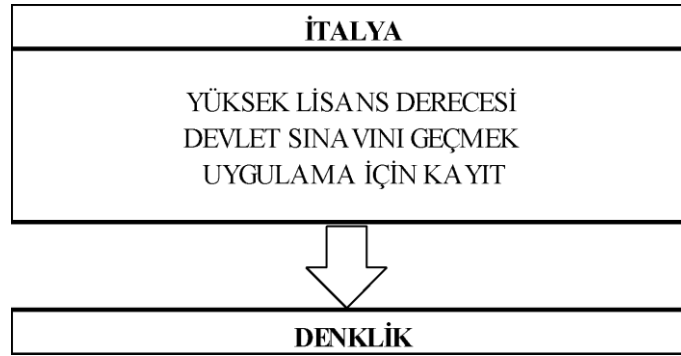 İTALYA
YÜKSEK LİSANS DERECESİ
DEVLET SINAVINI GEÇMEK
UYGULAMA İÇİN KAYIT
DENKLİK